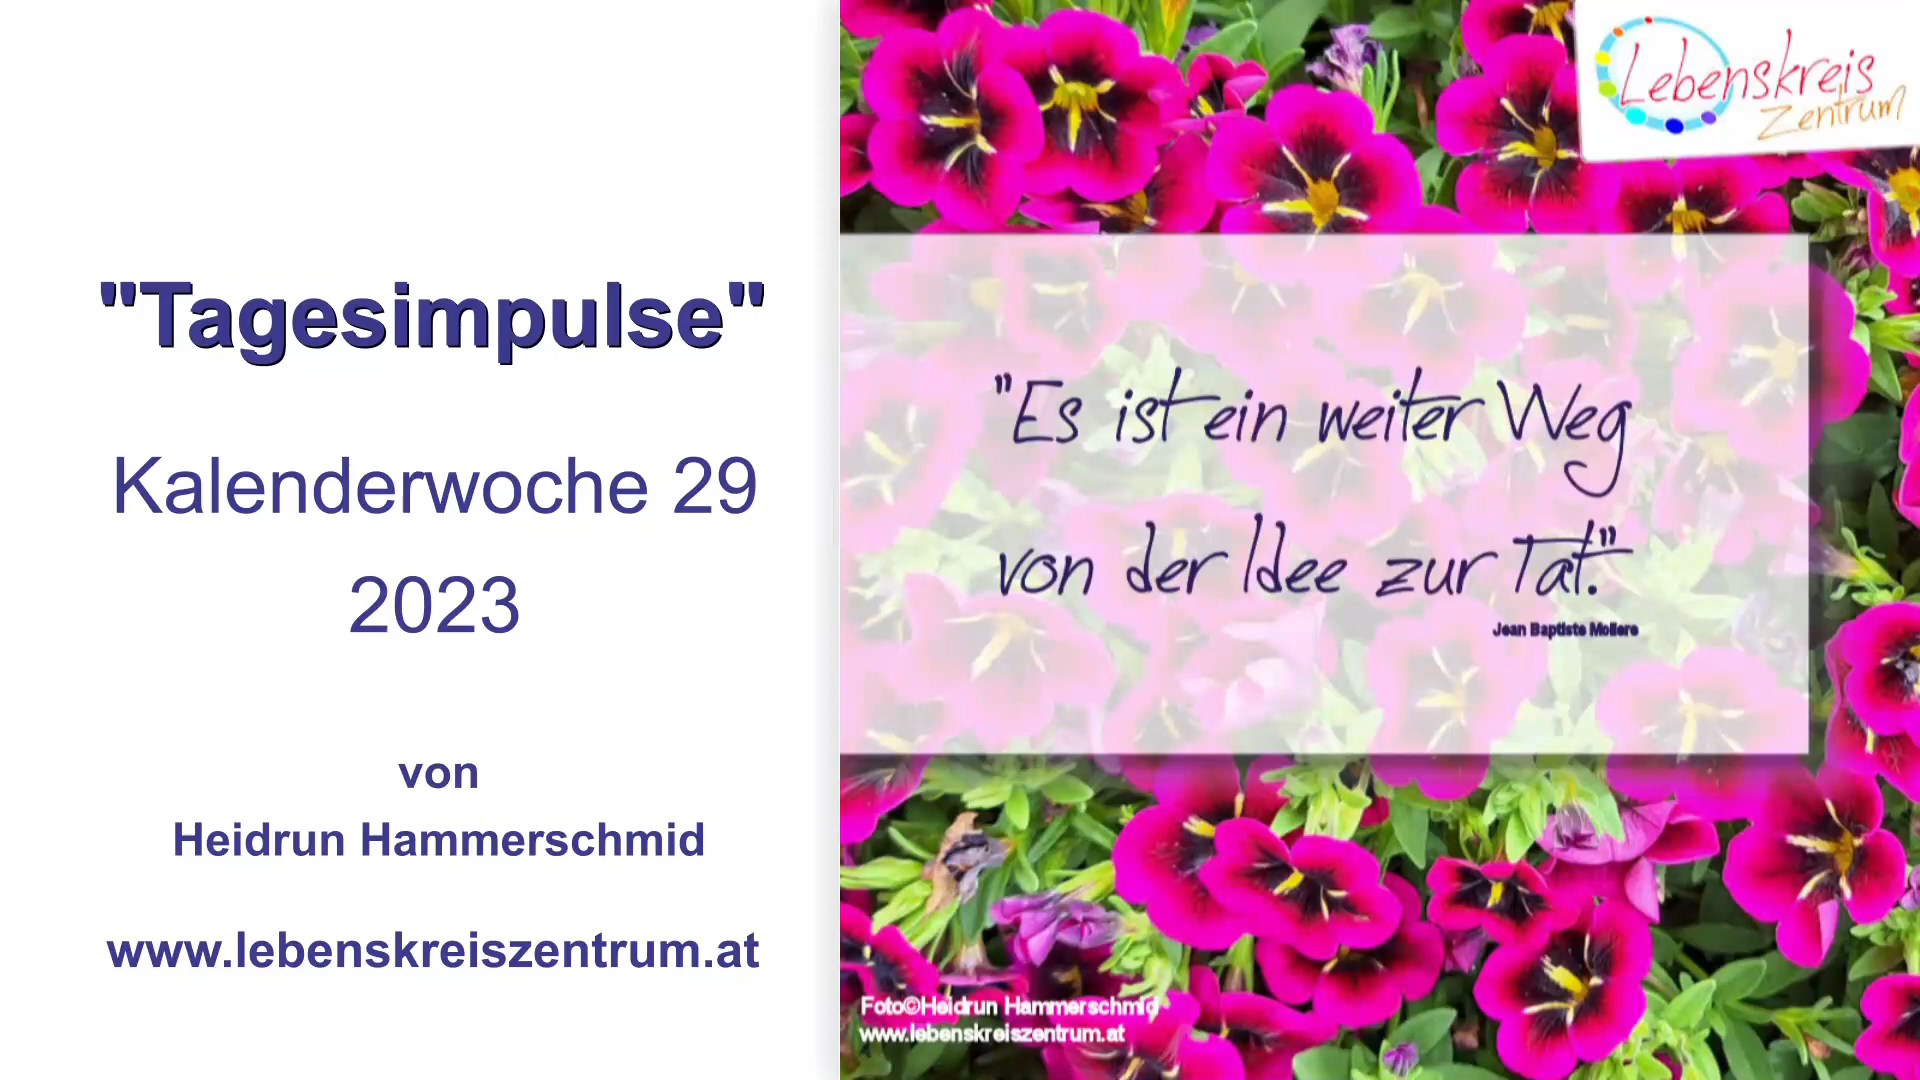 "Tagesimpulse"
Kalenderwoche 29
2023
von
Heidrun Hammerschmid
www.lebenskreiszentrum.at
Lebenskreis
Zentrum
"Es ist ein weiter Weg
von der Idee zur Tat."
Jean Baptiste Moliere
Foto©Heidrun Hammerschmid
www.lebenskreiszentrum.at